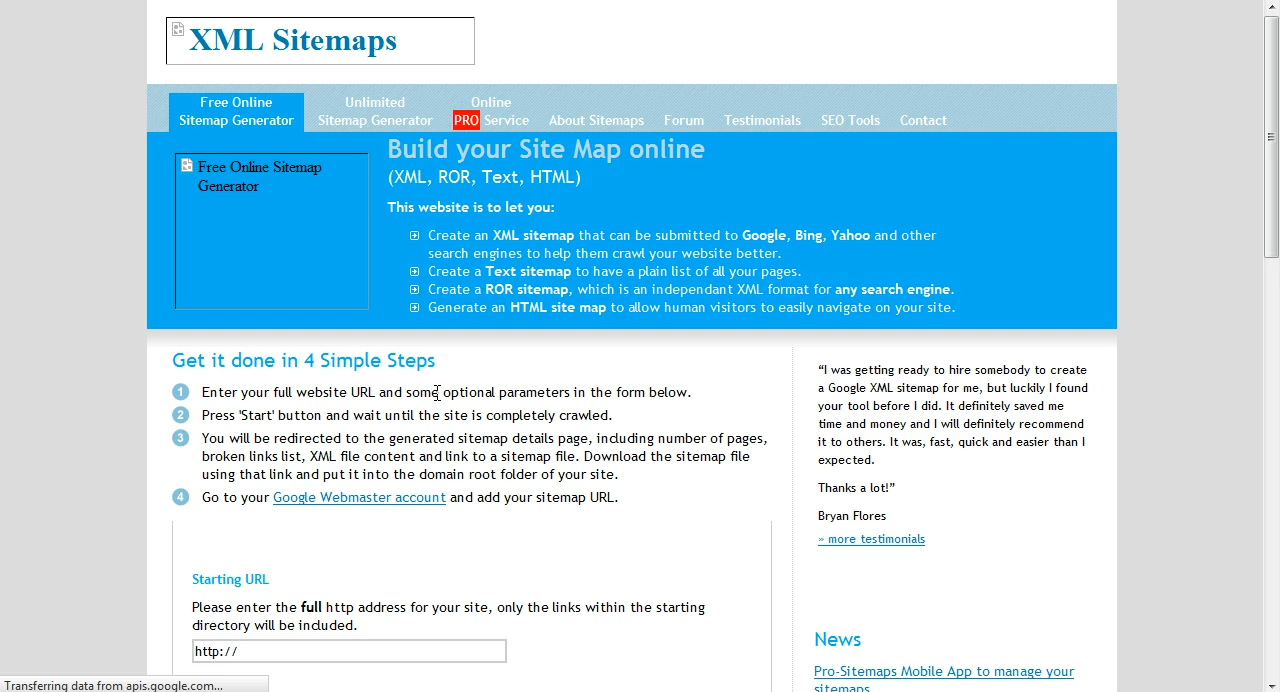 XML Sitemaps
Free Online
Sitemap Generator
Unlimited
Sitemap Generator
Online
PRO Service
About Sitemaps
Forum
Testimonials
SEO Tools
Contact
Free Online Sitemap
Generator
Build your Site Map online
(XML, ROR, Text, HTML)
This website is to let you:
Create an XML sitemap that can be submitted to Google, Bing, Yahoo and other
search engines to help them crawl your website better.
Create a Text sitemap to have a plain list of all your pages.
Create a ROR sitemap, which is an independant XML format for any search engine.
Generate an HTML site map to allow human visitors to easily navigate on your site.
Get it done in 4 Simple Steps
1 Enter your full website URL and some optional parameters in the form below.
2 Press 'Start' button and wait until the site is completely crawled.
3 You will be redirected to the generated sitemap details page, including number of pages,
broken links list, XML file content and link to a sitemap file. Download the sitemap file
using that link and put it into the domain root folder of your site.
4 Go to your Google Webmaster account and add your sitemap URL.
Starting URL
Please enter the full http address for your site, only the links within the starting
directory will be included.
http://
“I was getting ready to hire somebody to create
a Google XML sitemap for me, but luckily I found
your tool before I did. It definitely saved me
time and money and I will definitely recommend
it to others. It was, fast, quick and easier than I
expected.
Thanks a lot!”
Bryan Flores
» more testimonials
News
Pro-Sitemaps Mobile App to manage your
sitemaps
Transferring data from apis.google.com...